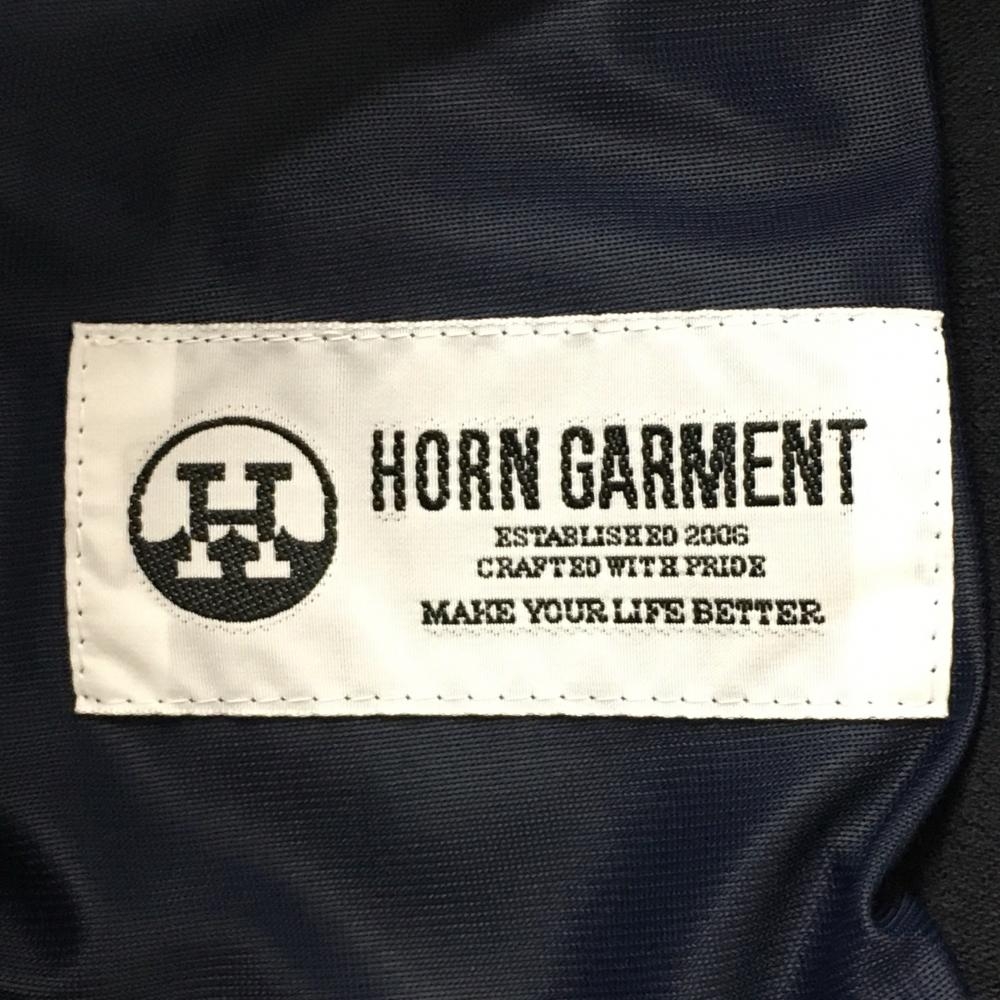 H
HORN GARMENT
ESTABLISHED 2006
CRAFTED WITH PRIDE
MAKE YOUR LIFE BETTER